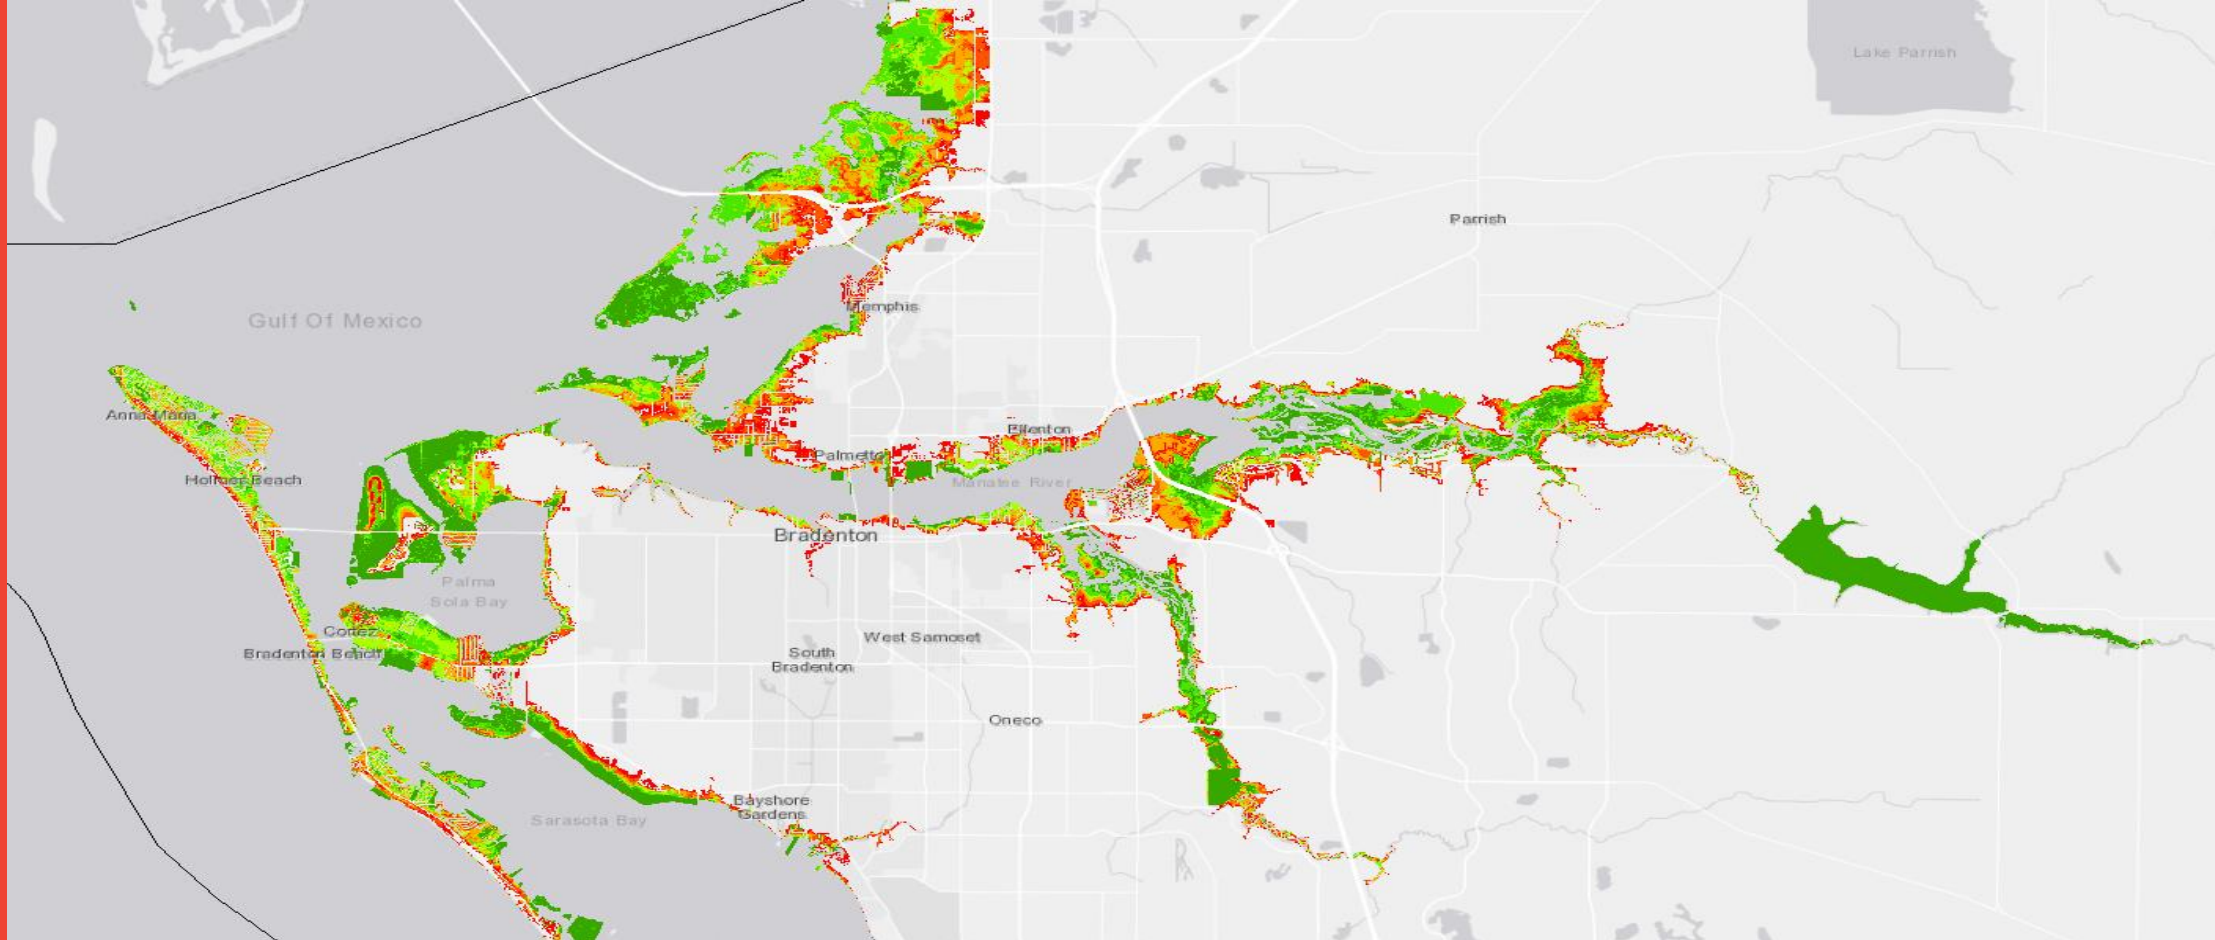 Lake Parrish
Parrish
Memphis
Gulf Of Mexico
Anna Maria
Ellenton
Palmetto
Holmes Beach
Manatee River
Bradenton
Palma
Sola Bay
Cortez
Bradenton Beach
West Samoset
South
Bradenton
Oneco
Bayshore
Gardens
Sarasota Bay